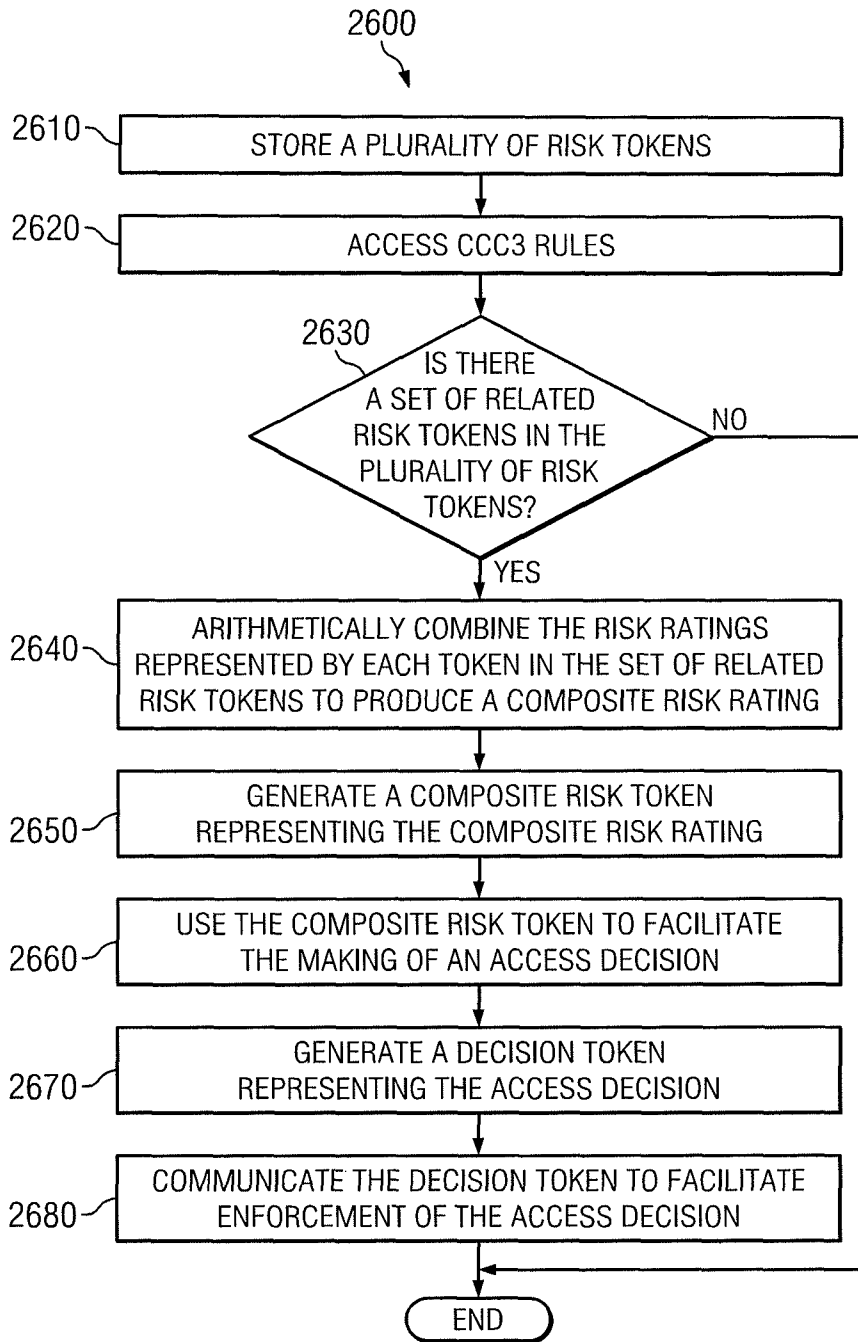 2600
2610
STORE A PLURALITY OF RISK TOKENS
2620
ACCESS CCC3 RULES
2630
IS THERE
A SET OF RELATED
RISK TOKENS IN THE
PLURALITY OF RISK
TOKENS?
NO
YES
2640
ARITHMETICALLY COMBINE THE RISK RATINGS
REPRESENTED BY EACH TOKEN IN THE SET OF RELATED
RISK TOKENS TO PRODUCE A COMPOSITE RISK RATING
2650
GENERATE A COMPOSITE RISK TOKEN
REPRESENTING THE COMPOSITE RISK RATING
2660
USE THE COMPOSITE RISK TOKEN TO FACILITATE
THE MAKING OF AN ACCESS DECISION
2670
GENERATE A DECISION TOKEN
REPRESENTING THE ACCESS DECISION
2680
COMMUNICATE THE DECISION TOKEN TO FACILITATE
ENFORCEMENT OF THE ACCESS DECISION
END